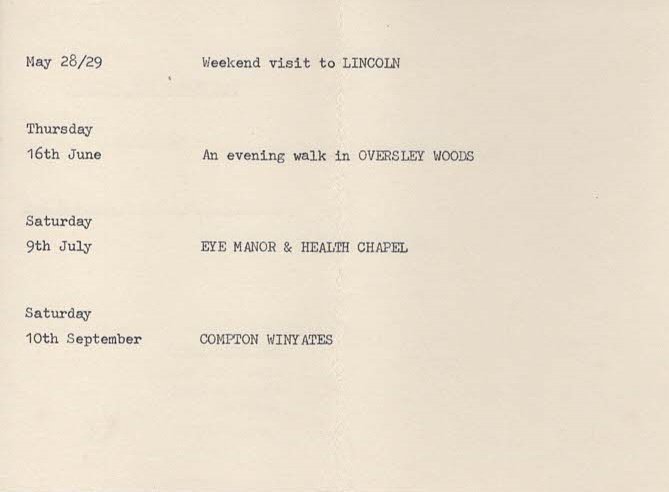 May 28/29 Weekend visit to LINCOLN
Thursday
16th June An evening walk in OVERSLEY WOODS
Saturday
9th July EYE MANOR & HEALTH CHAPEL
Saturday
10th September COMPTON WINYATES